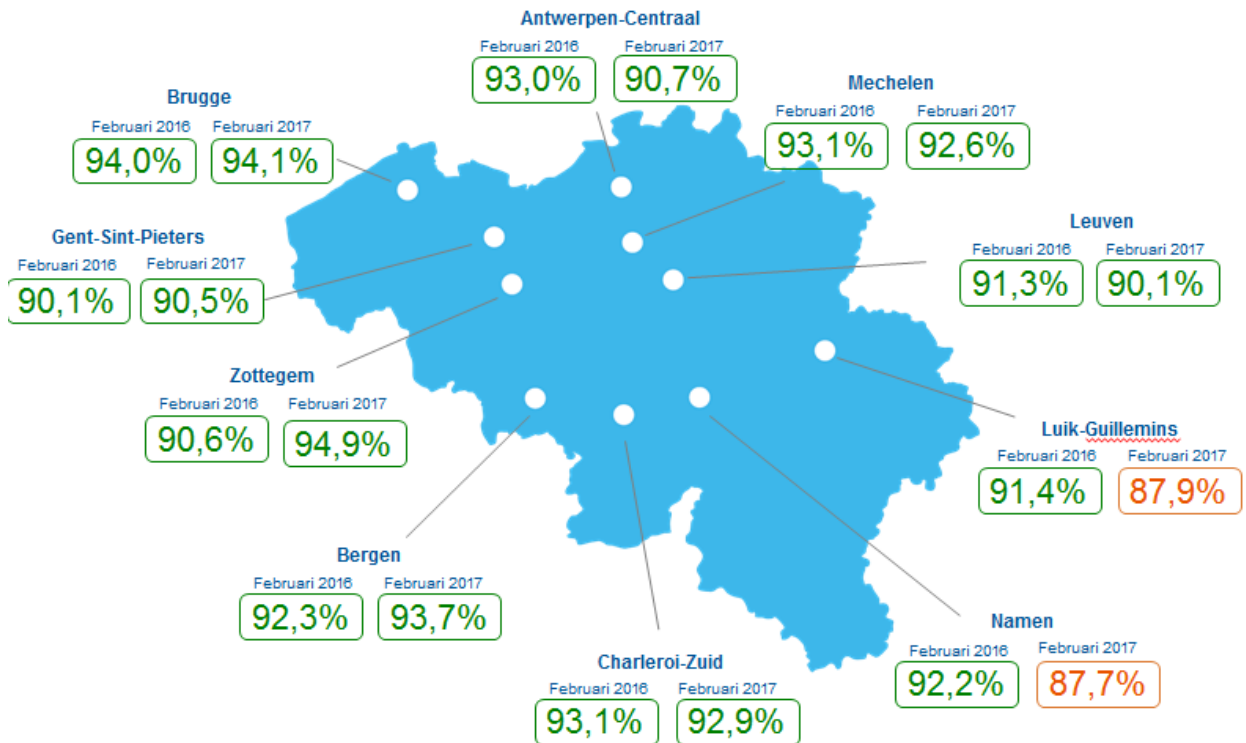 Antwerpen-Centraal
Februari 2016 Februari 2017
93,0% 90,7%
Brugge
Februari 2016 Februari 2017
94,0% 94,1%
Mechelen
Februari 2016 Februari 2017
93,1% 92,6%
Gent-Sint-Pieters
Februari 2016 Februari 2017
90,1% 90,5%
Leuven
Februari 2016 Februari 2017
91,3% 90,1%
Zottegem
Februari 2016 Februari 2017
90,6% 94,9%
Luik-Guillemins
Februari 2016 Februari 2017
91,4% 87,9%
Bergen
Februari 2016 Februari 2017
92,3% 93,7%
Namen
Februari 2016 Februari 2017
92,2% 87,7%
Charleroi-Zuid
Februari 2016 Februari 2017
93,1% 92,9%